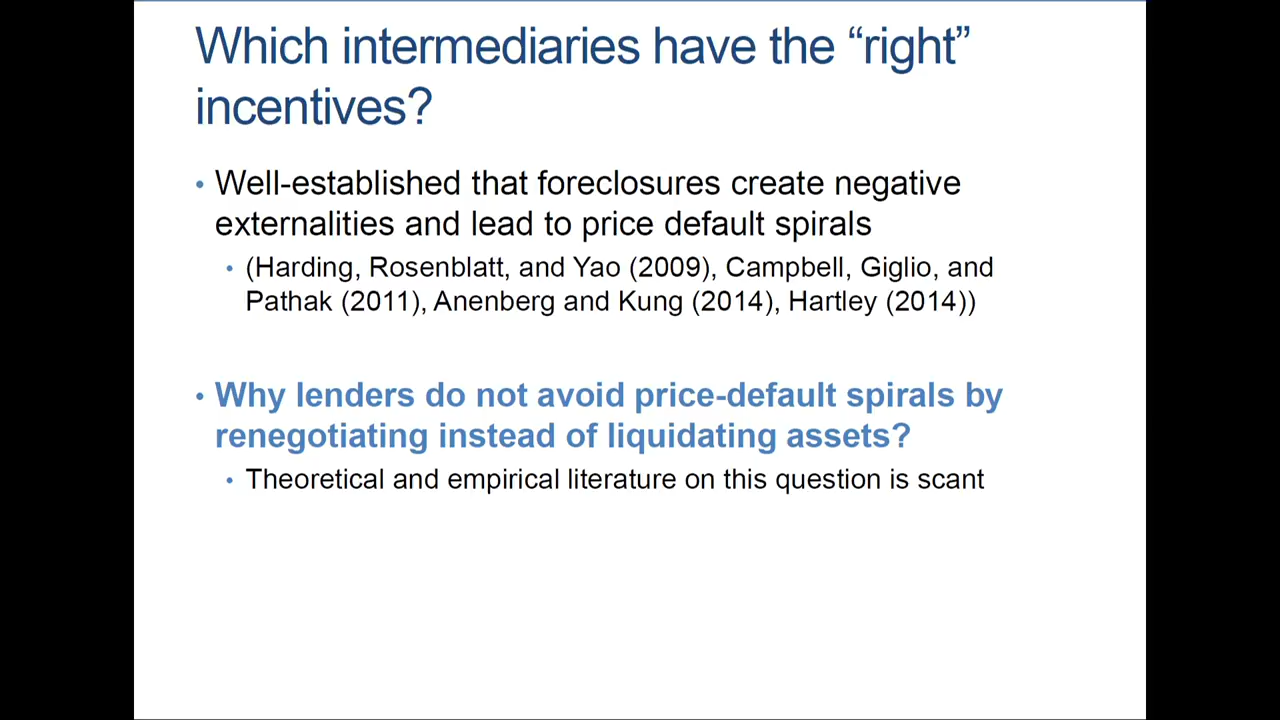 Which intermediaries have the “right”
incentives?
• Well-established that foreclosures create negative
externalities and lead to price default spirals
• (Harding, Rosenblatt, and Yao (2009), Campbell, Giglio, and
Pathak (2011), Anenberg and Kung (2014), Hartley (2014))
• Why lenders do not avoid price-default spirals by
renegotiating instead of liquidating assets?
• Theoretical and empirical literature on this question is scant